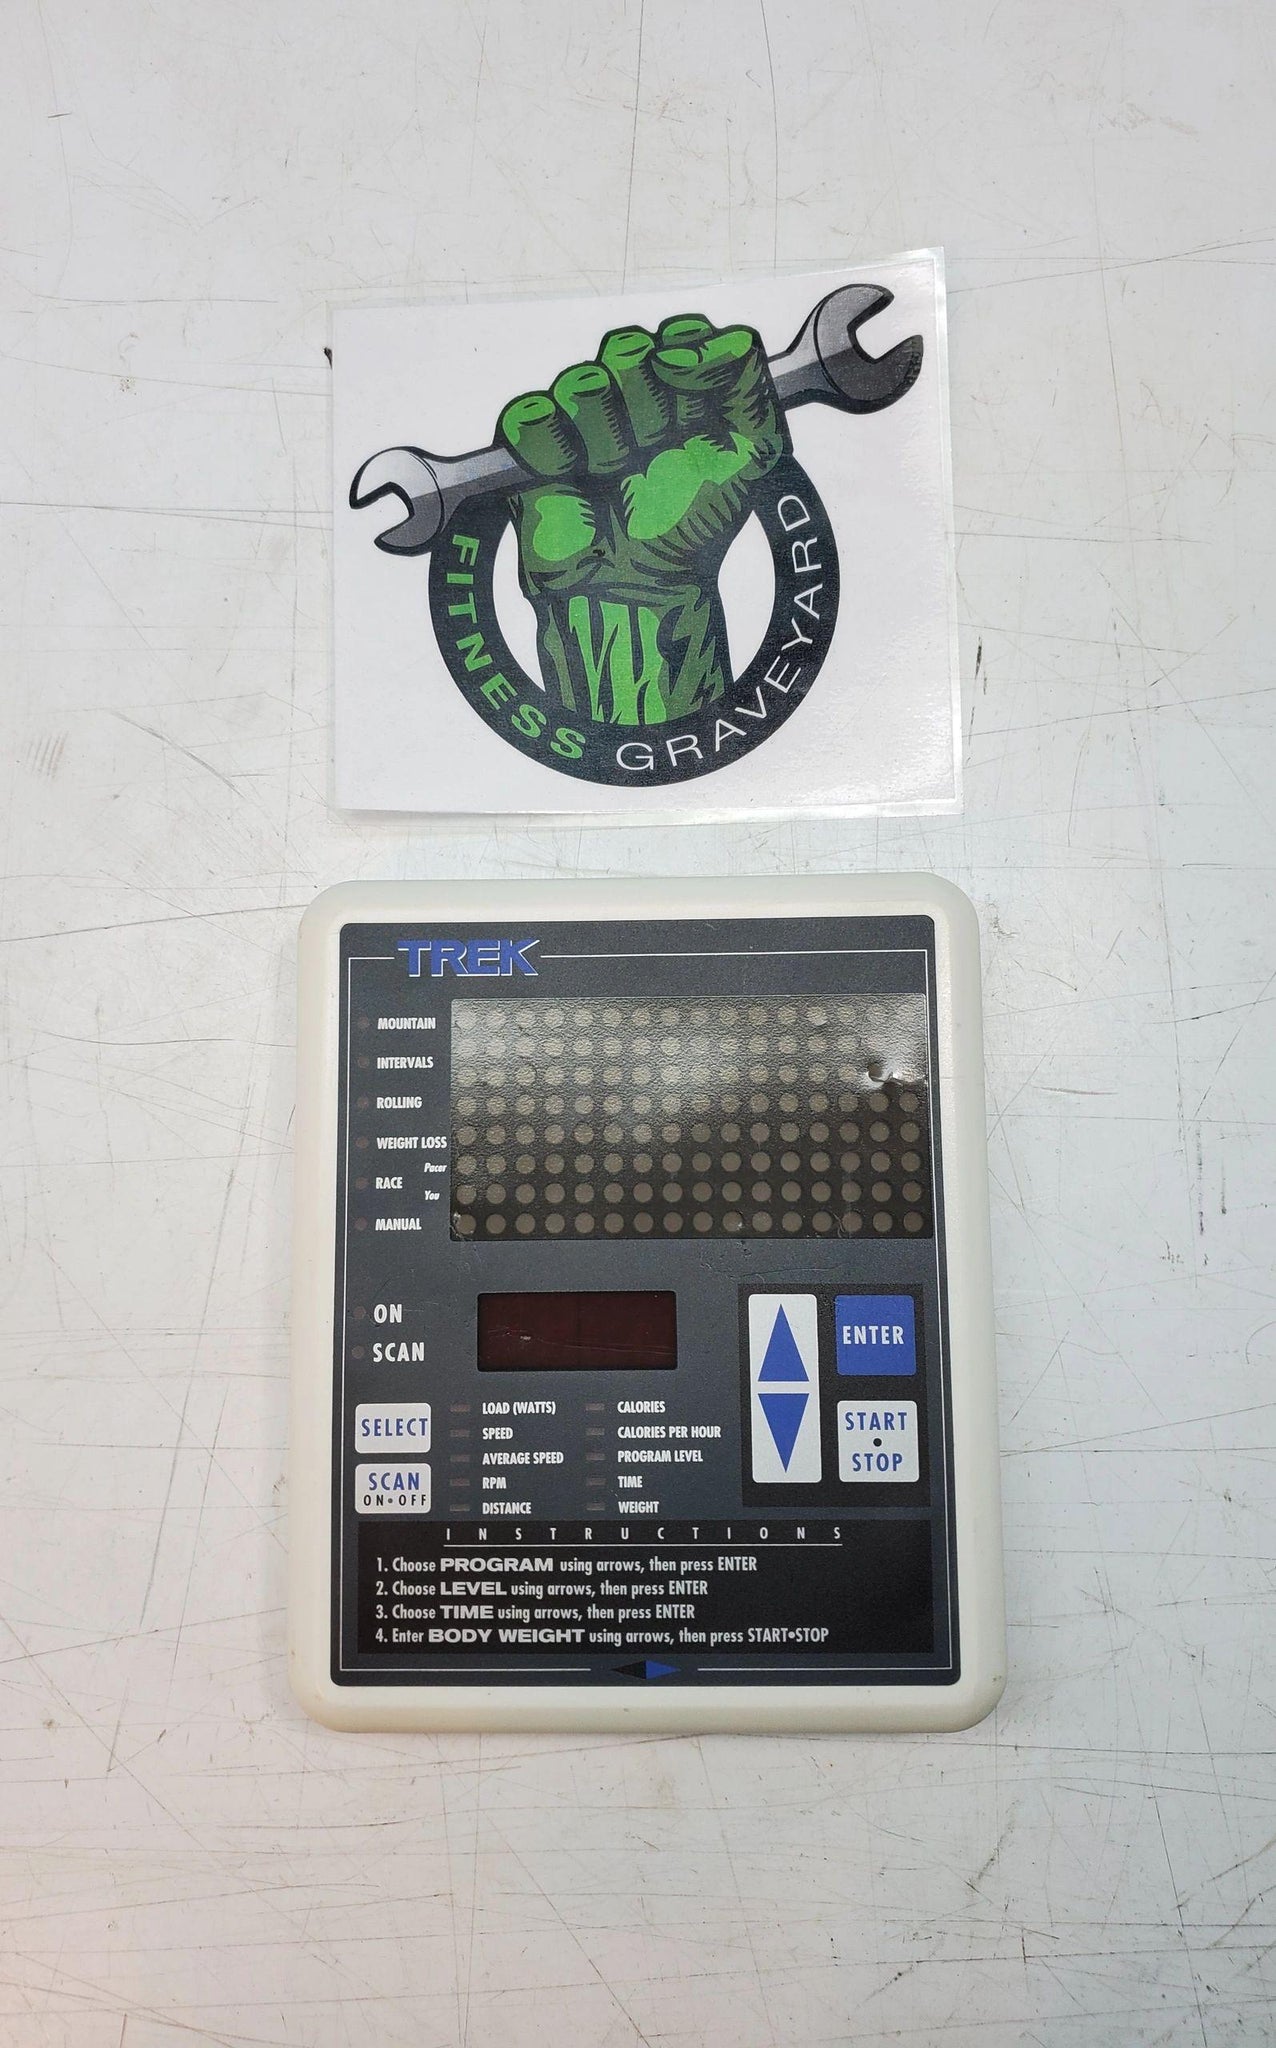 FITNESS GRAVEYARD
TREK
MOUNTAIN
INTERVALS
ROLLING
WEIGHT LOSS
Pacer
RACE
You
MANUAL
ON
SCAN
ENTER
SELECT
SCAN
ON•OFF
LOAD (WATTS)
SPEED
AVERAGE SPEED
RPM
DISTANCE
CALORIES
CALORIES PER HOUR
PROGRAM LEVEL
TIME
WEIGHT
START
•
STOP
INSTRUCTIONS
1. Choose PROGRAM using arrows, then press ENTER
2. Choose LEVEL using arrows, then press ENTER
3. Choose TIME using arrows, then press ENTER
4. Enter BODY WEIGHT using arrows, then press START•STOP